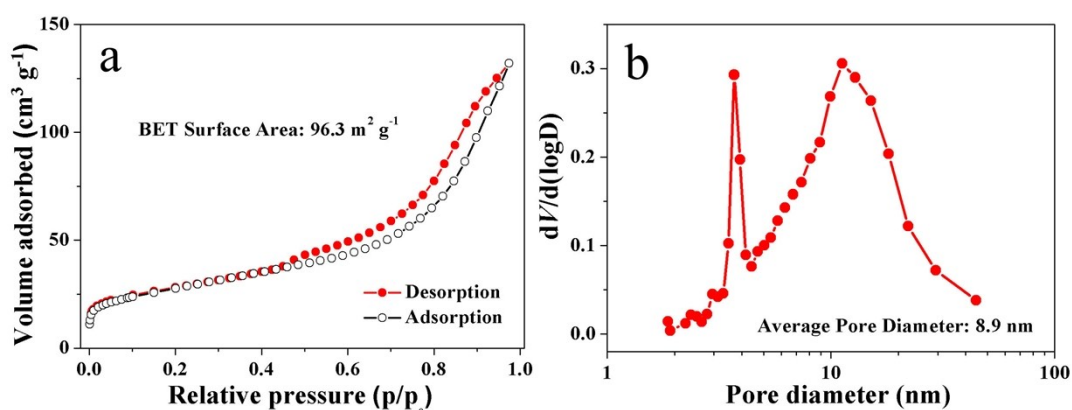 a
BET Surface Area: 96.3 m² g⁻¹
Desorption
Adsorption
Volume adsorbed (cm³ g⁻¹)
150
100
50
0
0.0 0.2 0.4 0.6 0.8 1.0
Relative pressure (p/p
b
Average Pore Diameter: 8.9 nm
dV/d(logD)
0.3
0.2
0.1
0.0
1 10 100
Pore diameter (nm)